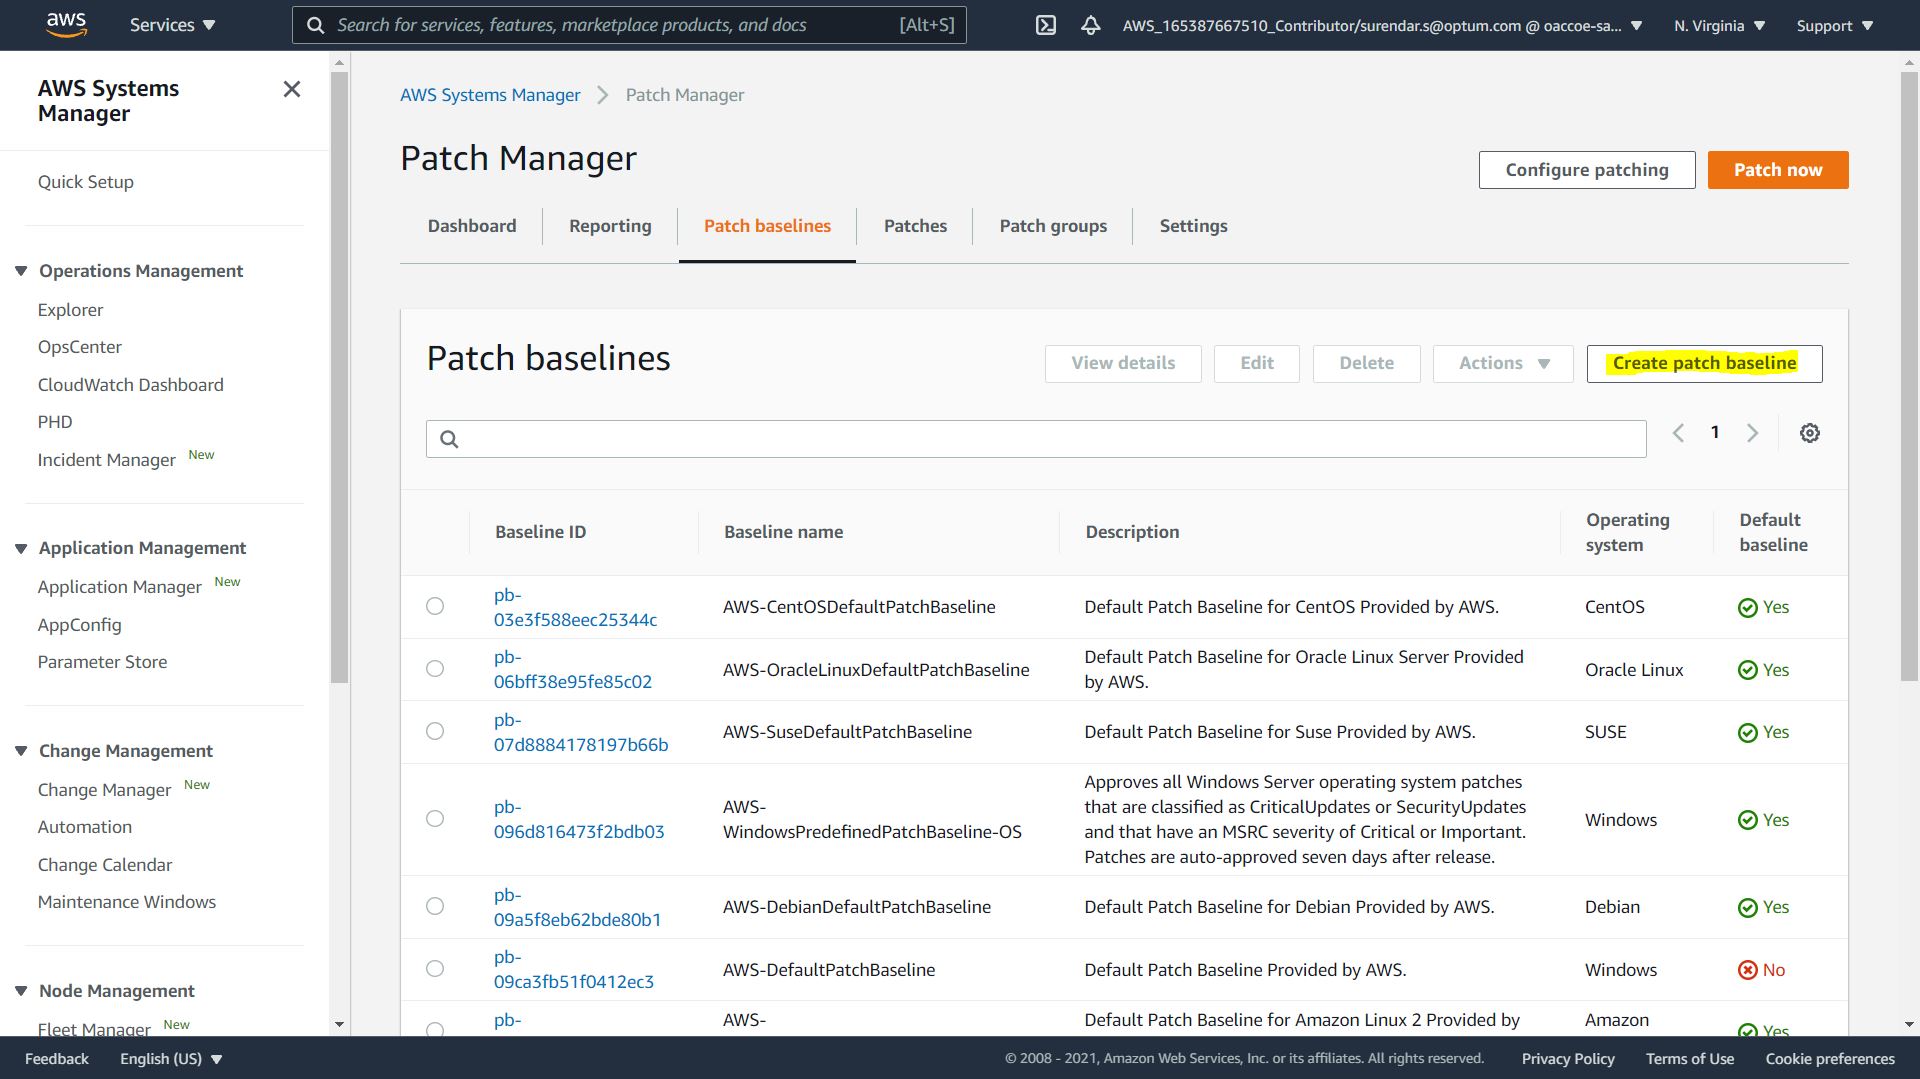 aws
Services
Search for services, features, marketplace products, and docs
[Alt+S]
AWS_165387667510_Contributor/surendar.s@optum.com @ oaccoe-sa...
N. Virginia
Support
AWS Systems
Manager
Quick Setup
Operations Management
Explorer
OpsCenter
CloudWatch Dashboard
PHD
Incident Manager New
Application Management
Application Manager New
AppConfig
Parameter Store
Change Management
Change Manager New
Automation
Change Calendar
Maintenance Windows
Node Management
Fleet Manager New
AWS Systems Manager
Patch Manager
Patch Manager
Configure patching
Patch now
Dashboard
Reporting
Patch baselines
Patches
Patch groups
Settings
Patch baselines
View details
Edit
Delete
Actions
Create patch baseline
1
Baseline ID
Baseline name
Description
Operating
system
Default
baseline
pb-
03e3f588eec25344c
AWS-CentOSDefaultPatchBaseline
Default Patch Baseline for CentOS Provided by AWS.
CentOS
Yes
pb-
06bff38e95fe85c02
AWS-OracleLinuxDefaultPatchBaseline
Default Patch Baseline for Oracle Linux Server Provided
by AWS.
Oracle Linux
Yes
pb-
07d8884178197b66b
AWS-SuseDefaultPatchBaseline
Default Patch Baseline for Suse Provided by AWS.
SUSE
Yes
pb-
096d816473f2bdb03
AWS-
WindowsPredefinedPatchBaseline-OS
Approves all Windows Server operating system patches
that are classified as CriticalUpdates or SecurityUpdates
and that have an MSRC severity of Critical or Important.
Patches are auto-approved seven days after release.
Windows
Yes
pb-
09a5f8eb62bde80b1
AWS-DebianDefaultPatchBaseline
Default Patch Baseline for Debian Provided by AWS.
Debian
Yes
pb-
09ca3fb51f0412ec3
AWS-DefaultPatchBaseline
Default Patch Baseline Provided by AWS.
Windows
No
pb-
AWS-
Default Patch Baseline for Amazon Linux 2 Provided by
Amazon
Yes
Feedback
English (US)
© 2008 - 2021, Amazon Web Services, Inc. or its affiliates. All rights reserved.
Privacy Policy
Terms of Use
Cookie preferences